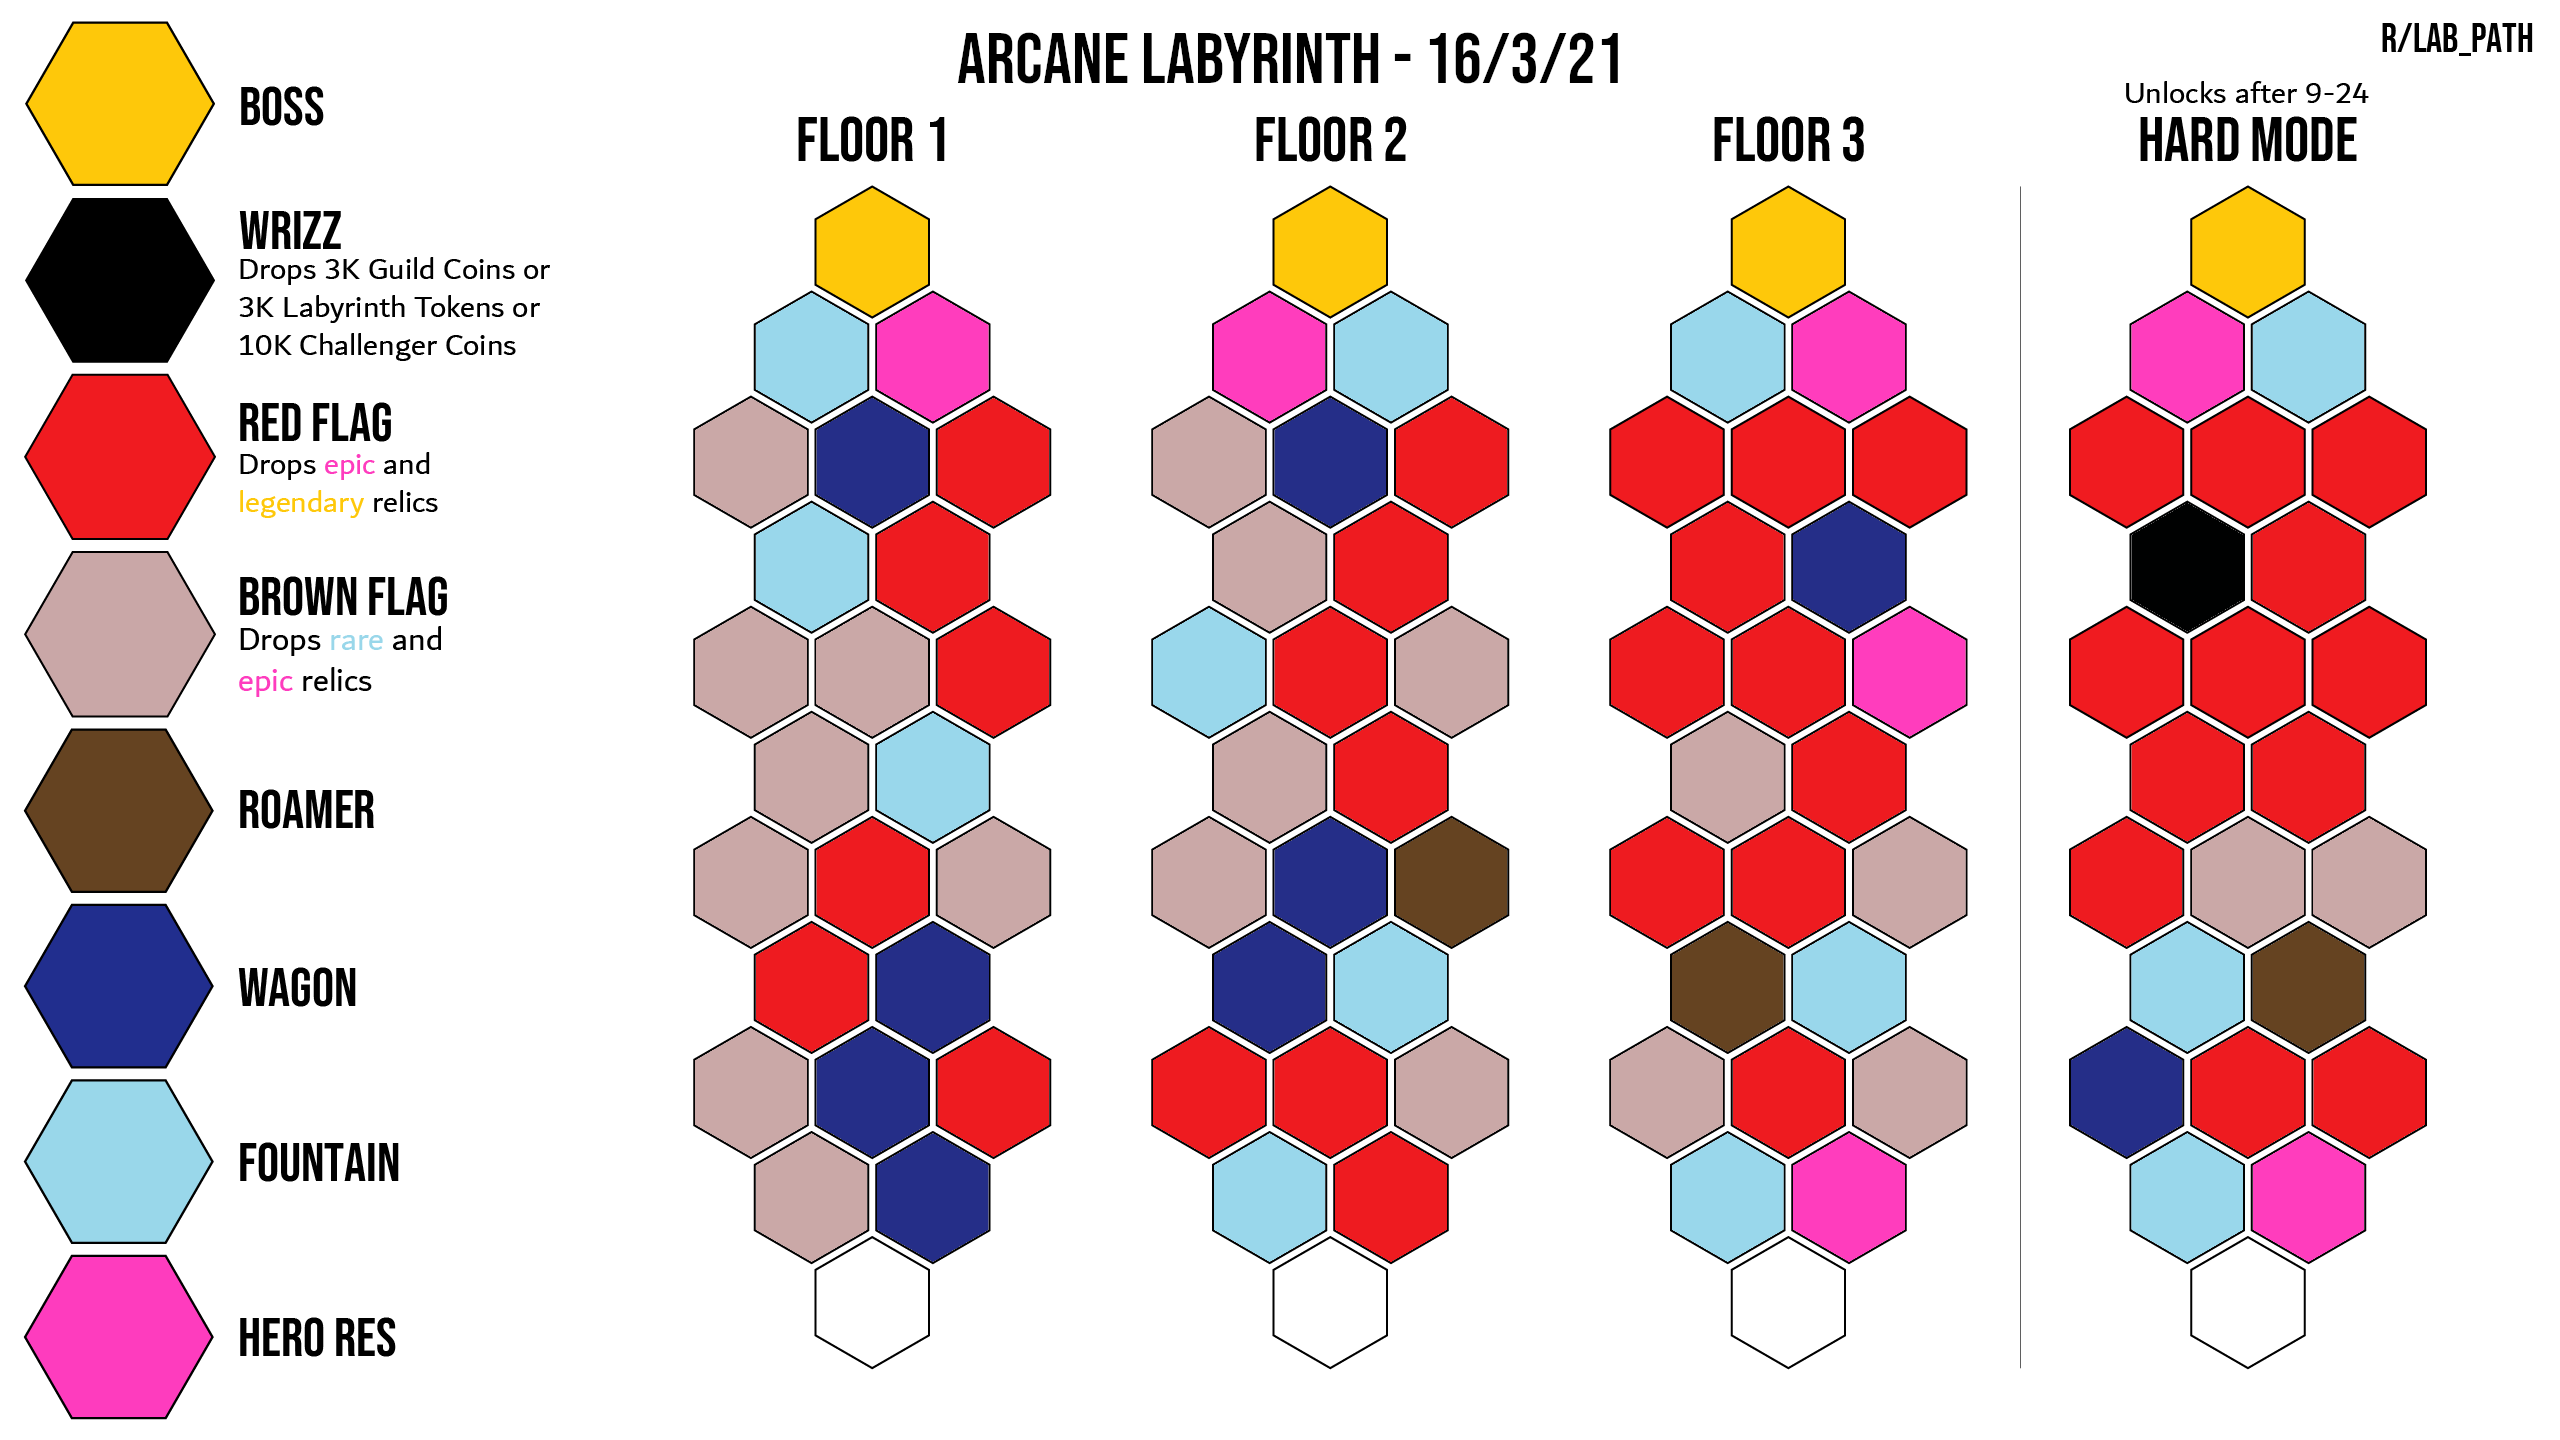 ARCANE LABYRINTH - 16/3/21
R/LAB_PATH
BOSS
WRIZZ
Drops 3K Guild Coins or
3K Labyrinth Tokens or
10K Challenger Coins
RED FLAG
Drops epic and
legendary relics
BROWN FLAG
Drops rare and
epic relics
ROAMER
WAGON
FOUNTAIN
HERO RES
FLOOR 1
FLOOR 2
FLOOR 3
Unlocks after 9-24
HARD MODE